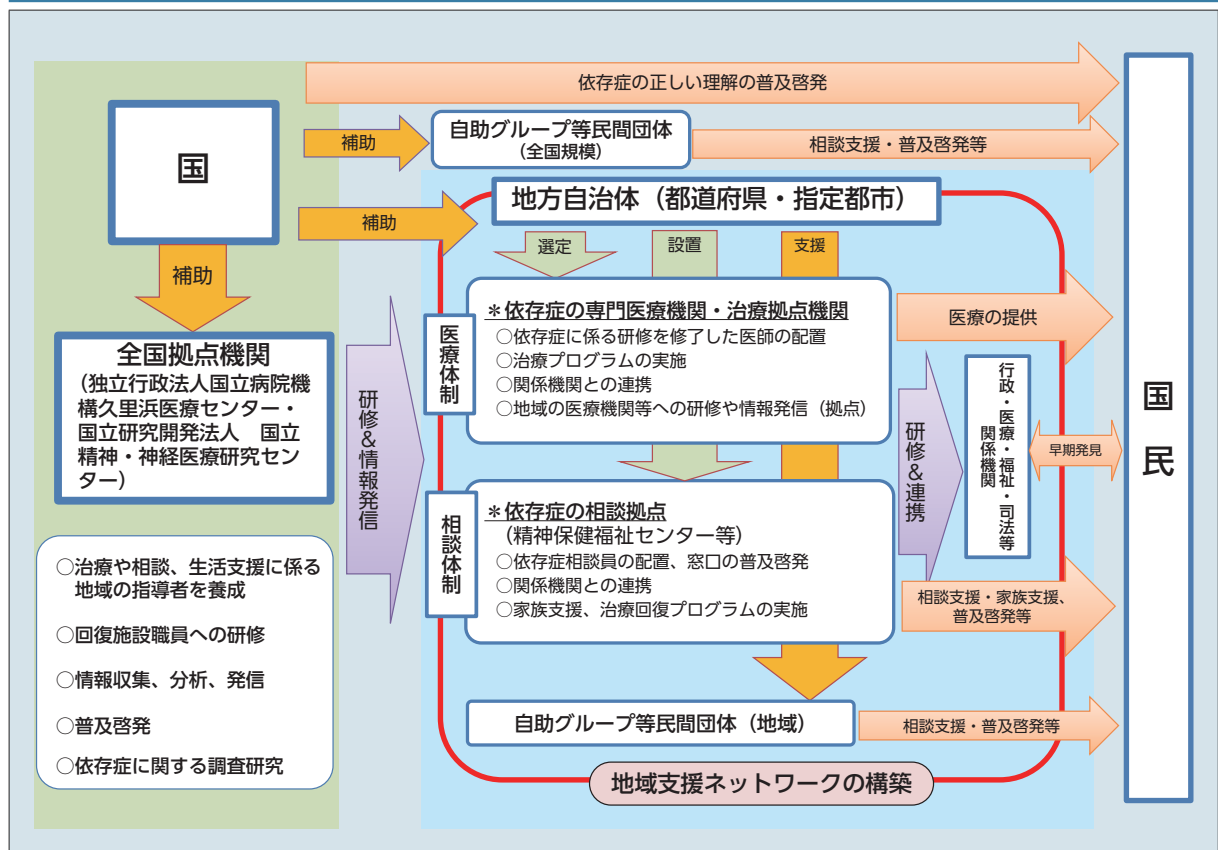 依存症の正しい理解の普及啓発
国
補助
自助グループ等民間団体
(全国規模)
相談支援・普及啓発等
補助
地方自治体（都道府県・指定都市）
補助
選定
設置
支援
全国拠点機関
（独立行政法人国立病院機
構久里浜医療センター・
国立研究開発法人　国立
精神・神経医療研究セン
ター）
研修&情報発信
医療体制
＊依存症の専門医療機関・治療拠点機関
○依存症に係る研修を修了した医師の配置
○治療プログラムの実施
○関係機関との連携
○地域の医療機関等への研修や情報発信（拠点）
医療の提供
研修&連携
行政・医療・福祉・司法等
関係機関
早期発見
国民
相談体制
＊依存症の相談拠点
（精神保健福祉センター等）
○依存症相談員の配置、窓口の普及啓発
○関係機関との連携
○家族支援、治療回復プログラムの実施
相談支援・家族支援、
普及啓発等
○治療や相談、生活支援に係る
地域の指導者を養成
○回復施設職員への研修
○情報収集、分析、発信
○普及啓発
○依存症に関する調査研究
自助グループ等民間団体（地域）
相談支援・普及啓発等
地域支援ネットワークの構築